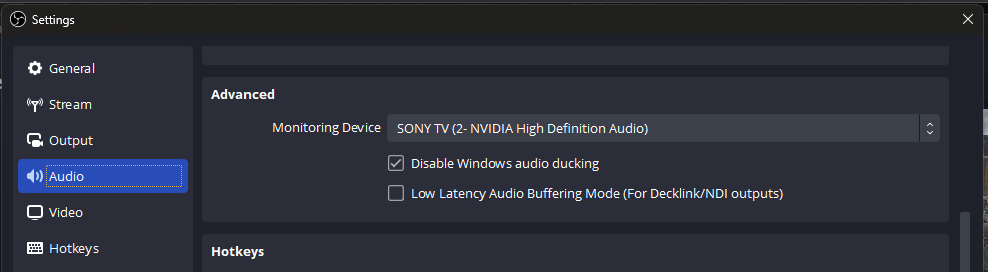 Settings
General
Stream
Output
Audio
Video
Hotkeys
Advanced
Monitoring Device SONY TV (2- NVIDIA High Definition Audio)
Disable Windows audio ducking
Low Latency Audio Buffering Mode (For Decklink/NDI outputs)
Hotkeys